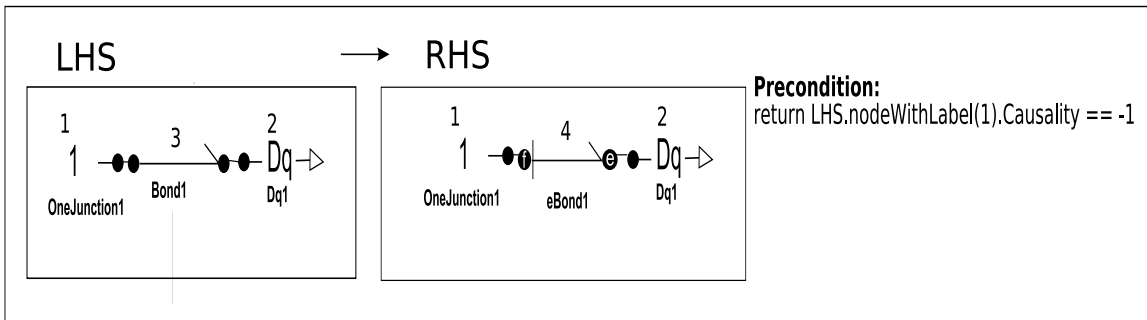 LHS
RHS
Precondition:
return LHS.nodeWithLabel(1).Causality == -1
1
3
2
1
Dq
Bond1
OneJunction1
Dq1
1
4
2
1
f
e
Dq
OneJunction1
eBond1
Dq1